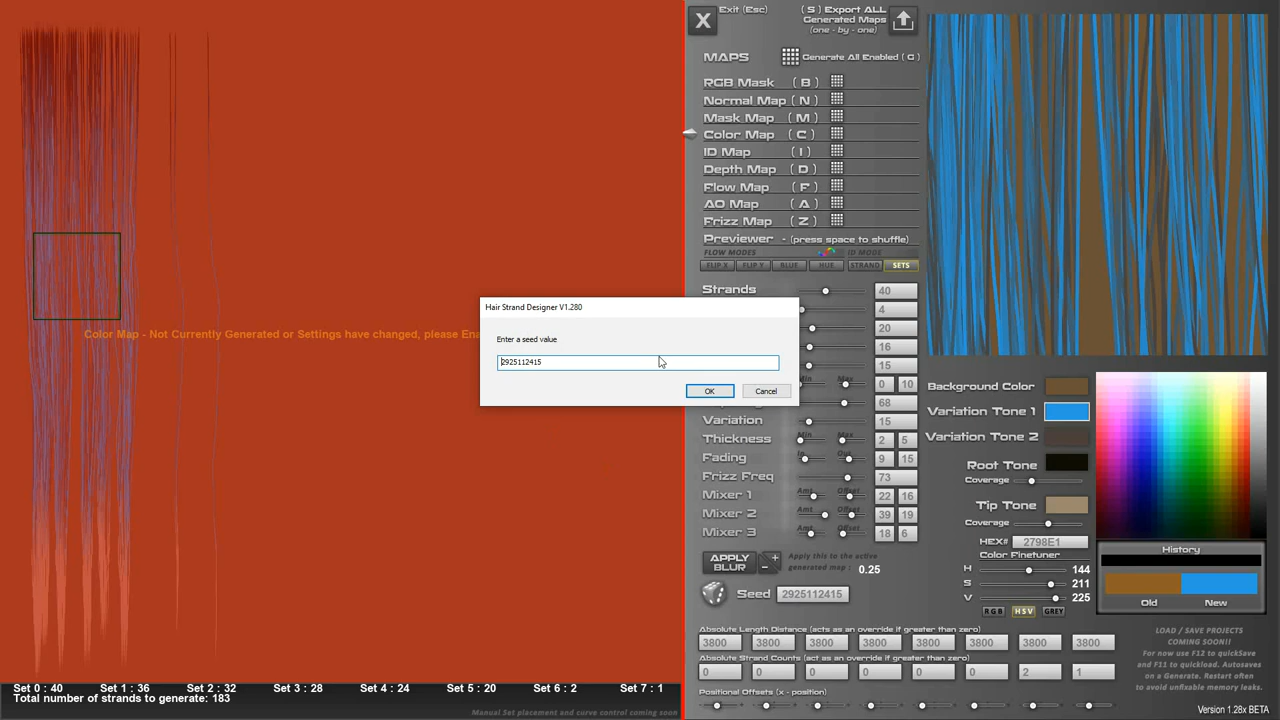 Exit (Esc)
( S ) Export ALL
Generated Maps
(one - by - one)
X
MAPS
Generate All Enabled ( G )
RGB Mask ( B )
Normal Map ( N )
Mask Map ( M )
Color Map ( C )
ID Map ( I )
Depth Map ( D )
Flow Map ( F )
AO Map ( A )
Frizz Map ( Z )
Previewer - (press space to shuffle)
FLOW MODES
ID MODE
FLIP X
FLIP Y
BLUE
HUE
STRAND
SETS
Strands
40
4
20
16
15
Min Max
0 10
68
Variation
15
Thickness
Min Max
2 5
Fading
In Out
9 15
Frizz Freq
73
Mixer 1
Amt Offset
22 16
Mixer 2
Amt Offset
39 19
Mixer 3
Amt Offset
18 6
Color Map - Not Currently Generated or Settings have changed, please Ena
Hair Strand Designer V1.280
Enter a seed value
2925112415
OK
Cancel
APPLY
BLUR
+
-
Apply this to the active
generated map :
0.25
Seed
2925112415
Background Color
Variation Tone 1
Variation Tone 2
Root Tone
Coverage
Tip Tone
Coverage
HEX#
2798E1
Color Finetuner
H 144
S 211
V 225
RGB
HSV
GREY
History
Old
New
Absolute Length Distance (acts as an override if greater than zero)
3800 3800 3800 3800 3800 3800 3800 3800
Absolute Strand Counts (act as an override if greater than zero)
0 0 0 0 0 0 2 1
Positional Offsets (x - position)
LOAD / SAVE PROJECTS
COMING SOON!!
For now use F12 to quickSave
and F11 to quickload. Autosaves
on a Generate. Restart often
to avoid unfixable memory leaks.
Version 1.28x BETA
Set 0 : 40
Set 1 : 36
Set 2 : 32
Set 3 : 28
Set 4 : 24
Set 5 : 20
Set 6 : 2
Set 7 : 1
Total number of strands to generate: 183
Manual Set placement and curve control coming soon